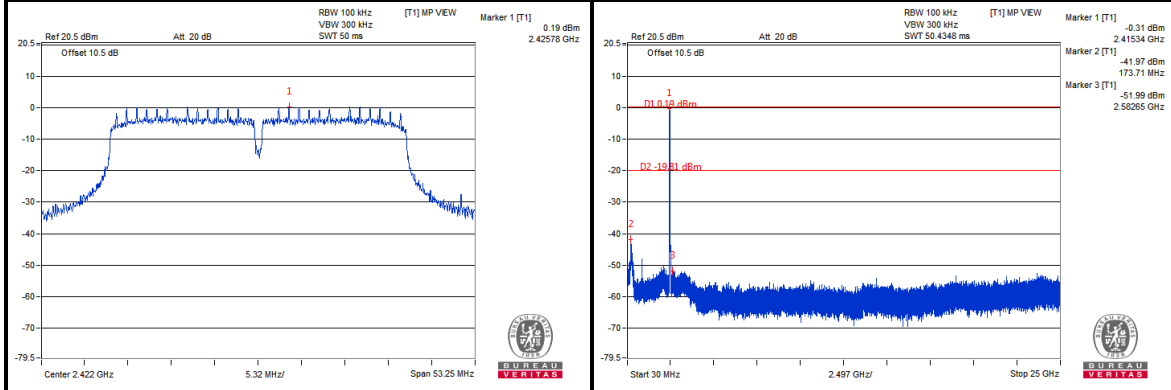 RBW 100 kHz [T1] MP VIEW
VBW 300 kHz
Ref 20.5 dBm Att 20 dB SWT 50 ms
Marker 1 [T1]
0.19 dBm
2.42578 GHz
20.5
Offset 10.5 dB
10
1
0
-10
-20
-30
-40
-50
-60
-70
-79.5
Center 2.422 GHz 5.32 MHz/ Span 53.25 MHz
BUREAU VERITAS
1828
BUREAU
VERITAS
RBW 100 kHz [T1] MP VIEW
VBW 300 kHz
Ref 20.5 dBm Att 20 dB SWT 50.4348 ms
Marker 1 [T1]
-0.31 dBm
2.41534 GHz
Marker 2 [T1]
-41.97 dBm
173.71 MHz
Marker 3 [T1]
-51.99 dBm
2.58265 GHz
20.5
Offset 10.5 dB
10
1
D1 0.19 dBm
0
-10
D2 -19.81 dBm
-20
-30
2
-40
3
-50
-60
-70
-79.5
Start 30 MHz 2.497 GHz/ Stop 25 GHz
BUREAU VERITAS
1828
BUREAU
VERITAS